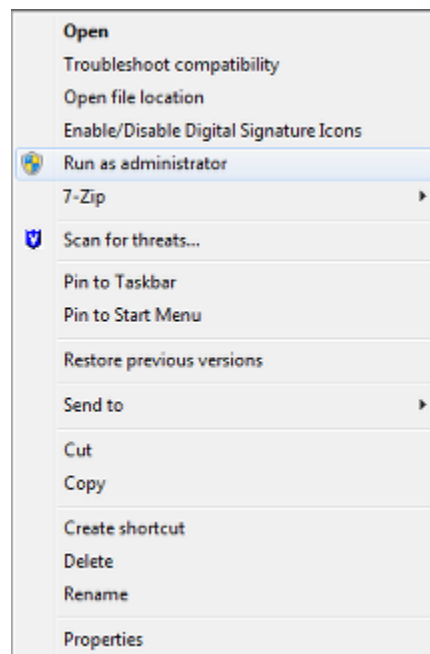 Open
Troubleshoot compatibility
Open file location
Enable/Disable Digital Signature Icons
Run as administrator
7-Zip
Scan for threats...
Pin to Taskbar
Pin to Start Menu
Restore previous versions
Send to
Cut
Copy
Create shortcut
Delete
Rename
Properties